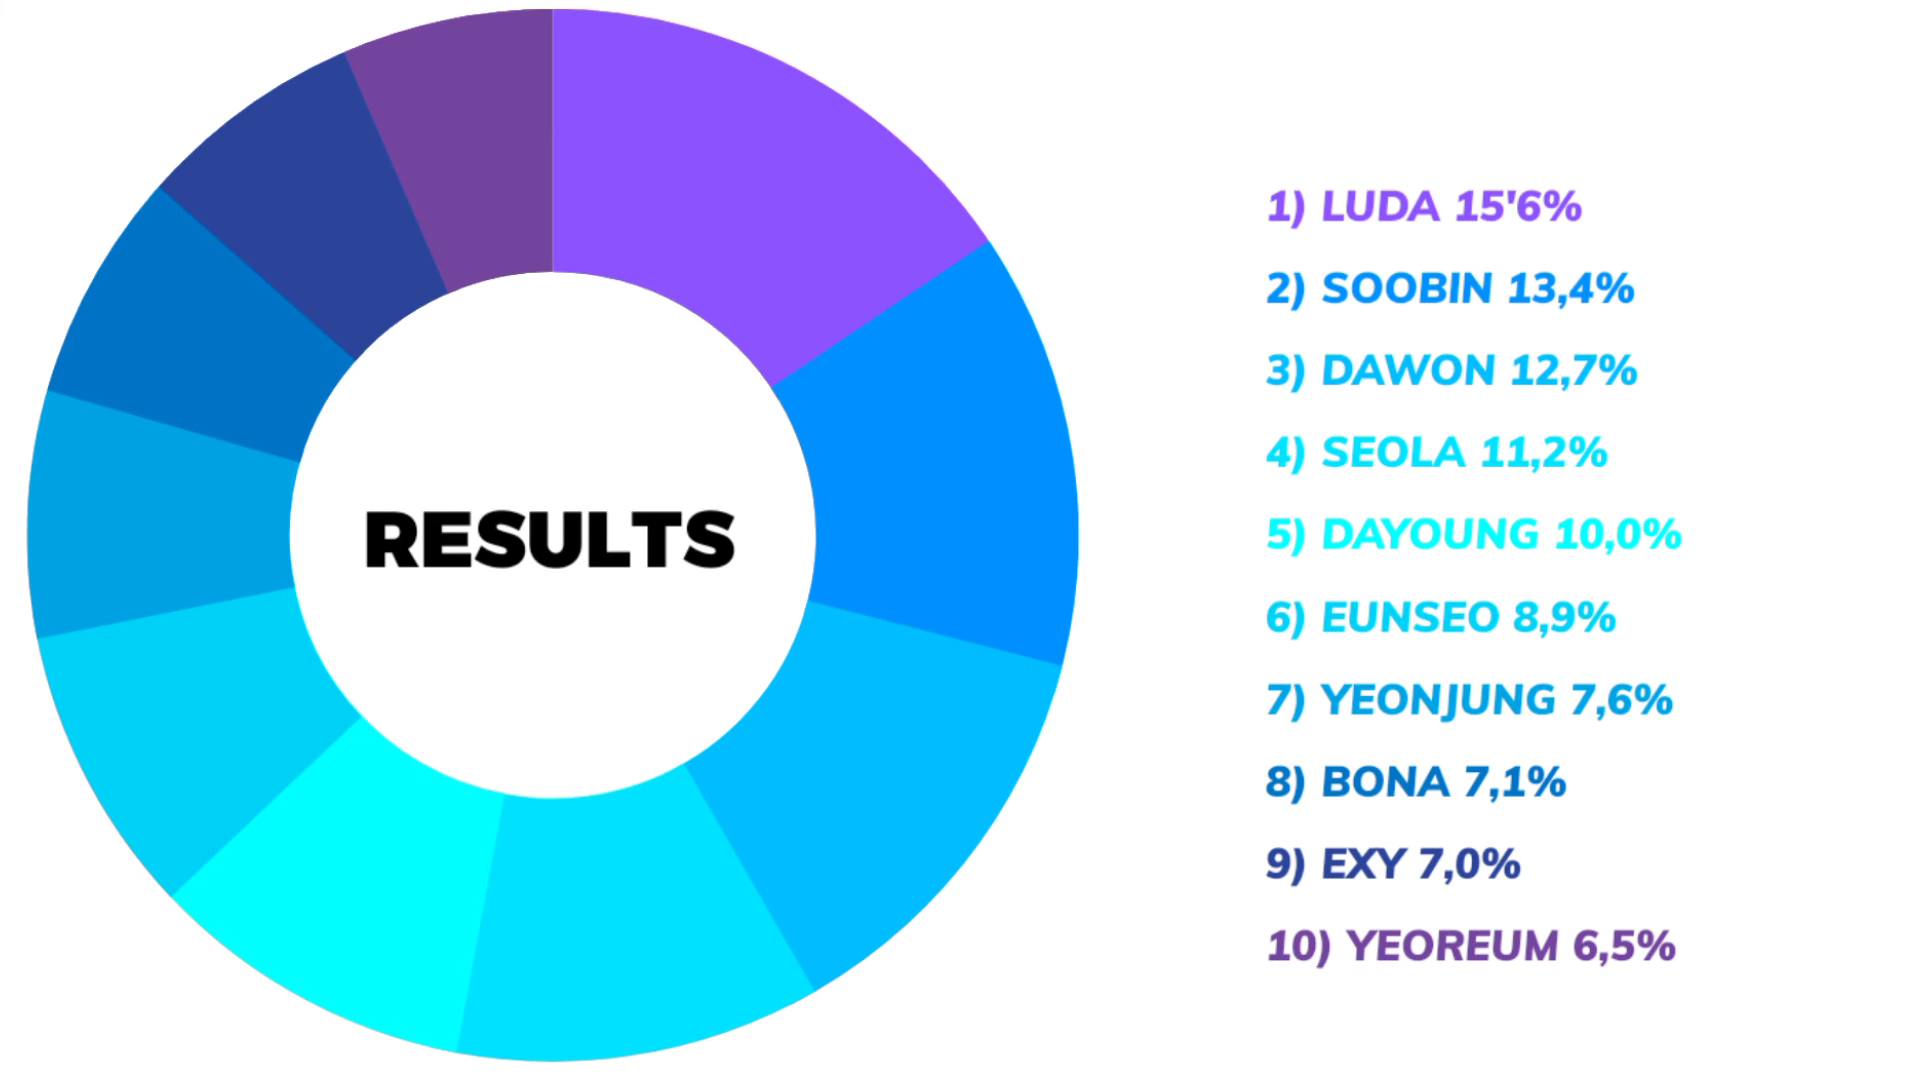 RESULTS
1) LUDA 15'6%
2) SOOBIN 13,4%
3) DAWON 12,7%
4) SEOLA 11,2%
5) DAYOUNG 10,0%
6) EUNSEO 8,9%
7) YEONJUNG 7,6%
8) BONA 7,1%
9) EXY 7,0%
10) YEOREUM 6,5%